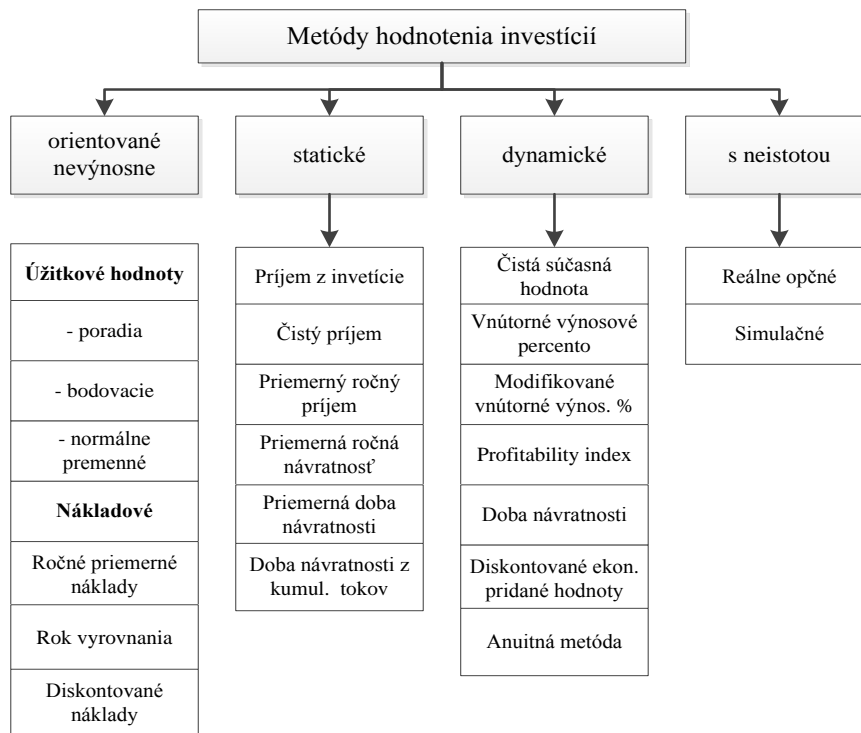 Metódy hodnotenia investícií
orientované
nevýnosne
statické
dynamické
s neistotou
Úžitkové hodnoty
- poradia
- bodovacie
- normálne
premenné
Nákladové
Ročné priemerné
náklady
Rok vyrovnania
Diskontované
náklady
Príjem z invetície
Čistý príjem
Priemerný ročný
príjem
Priemerná ročná
návratnosť
Priemerná doba
návratnosti
Doba návratnosti z
kumul. tokov
Čistá súčasná
hodnota
Vnútorné výnosové
percento
Modifikované
vnútorné výnos. %
Profitability index
Doba návratnosti
Diskontované ekon.
pridané hodnoty
Anuitná metóda
Reálne opčné
Simulačné